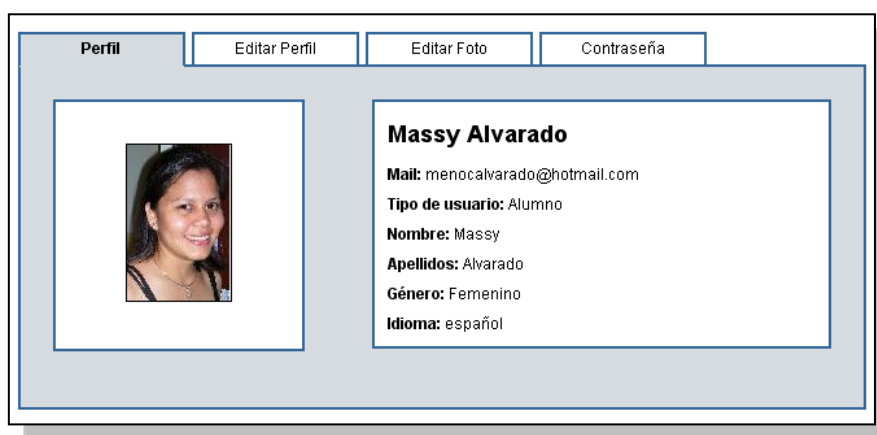 Perfil Editar Perfil Editar Foto Contraseña
Massy Alvarado
Mail: menocalvarado@hotmail.com
Tipo de usuario: Alumno
Nombre: Massy
Apellidos: Alvarado
Género: Femenino
Idioma: español